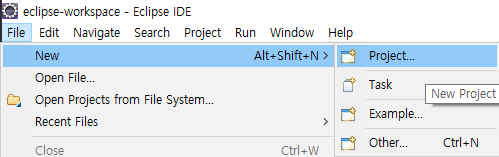 eclipse-workspace - Eclipse IDE
File Edit Navigate Search Project Run Window Help
New Alt+Shift+N > Project...
Open File... Task
New Project
Open Projects from File System... Example...
Recent Files >
Close Ctrl+W Other... Ctrl+N